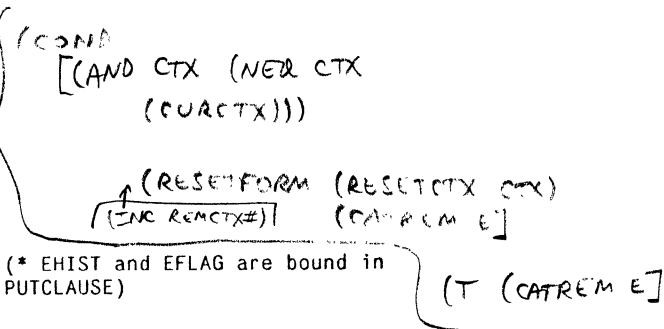 (COND
[(AND CTX (NEQ CTX
(CURCTX)))
(RESETFORM (RESETCTX CTX)
(INC REMCTX#) (CATREM E]
(* EHIST and EFLAG are bound in
PUTCLAUSE)
(T (CATREM E]